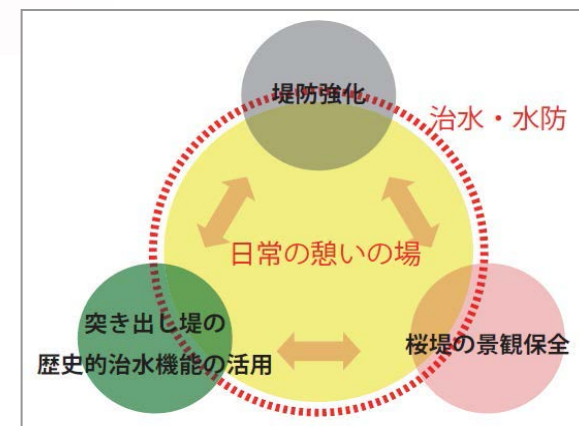 堤防強化
治水・水防
日常の憩いの場
突き出し堤の
歴史的治水機能の活用
桜堤の景観保全